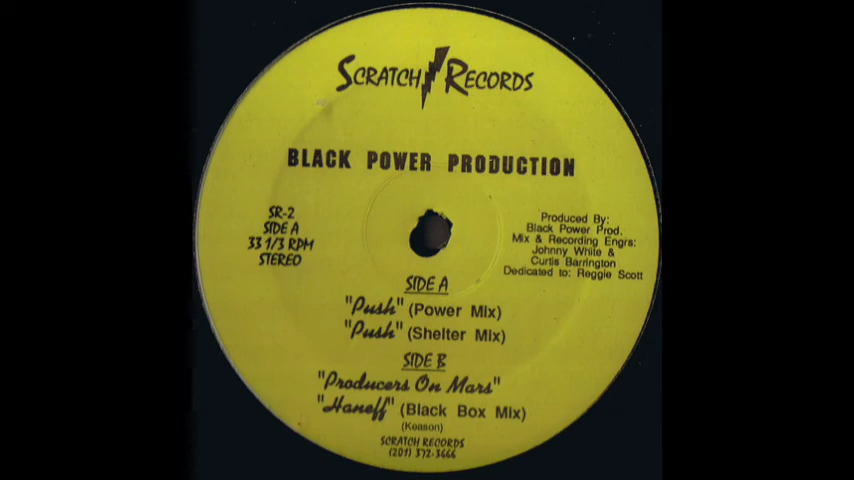 SCRATCH RECORDS
BLACK POWER PRODUCTION
SR-2
SIDE A
33 1/3 RPM
STEREO
Produced By:
Black Power Prod.
Mix & Recording Engrs:
Johnny White &
Curtis Barrington
Dedicated to: Reggie Scott
SIDE A
"Push" (Power Mix)
"Push" (Shelter Mix)
SIDE B
"Producers On Mars"
"Haneff" (Black Box Mix)
(Keason)
SCRATCH RECORDS
(201) 372-3666